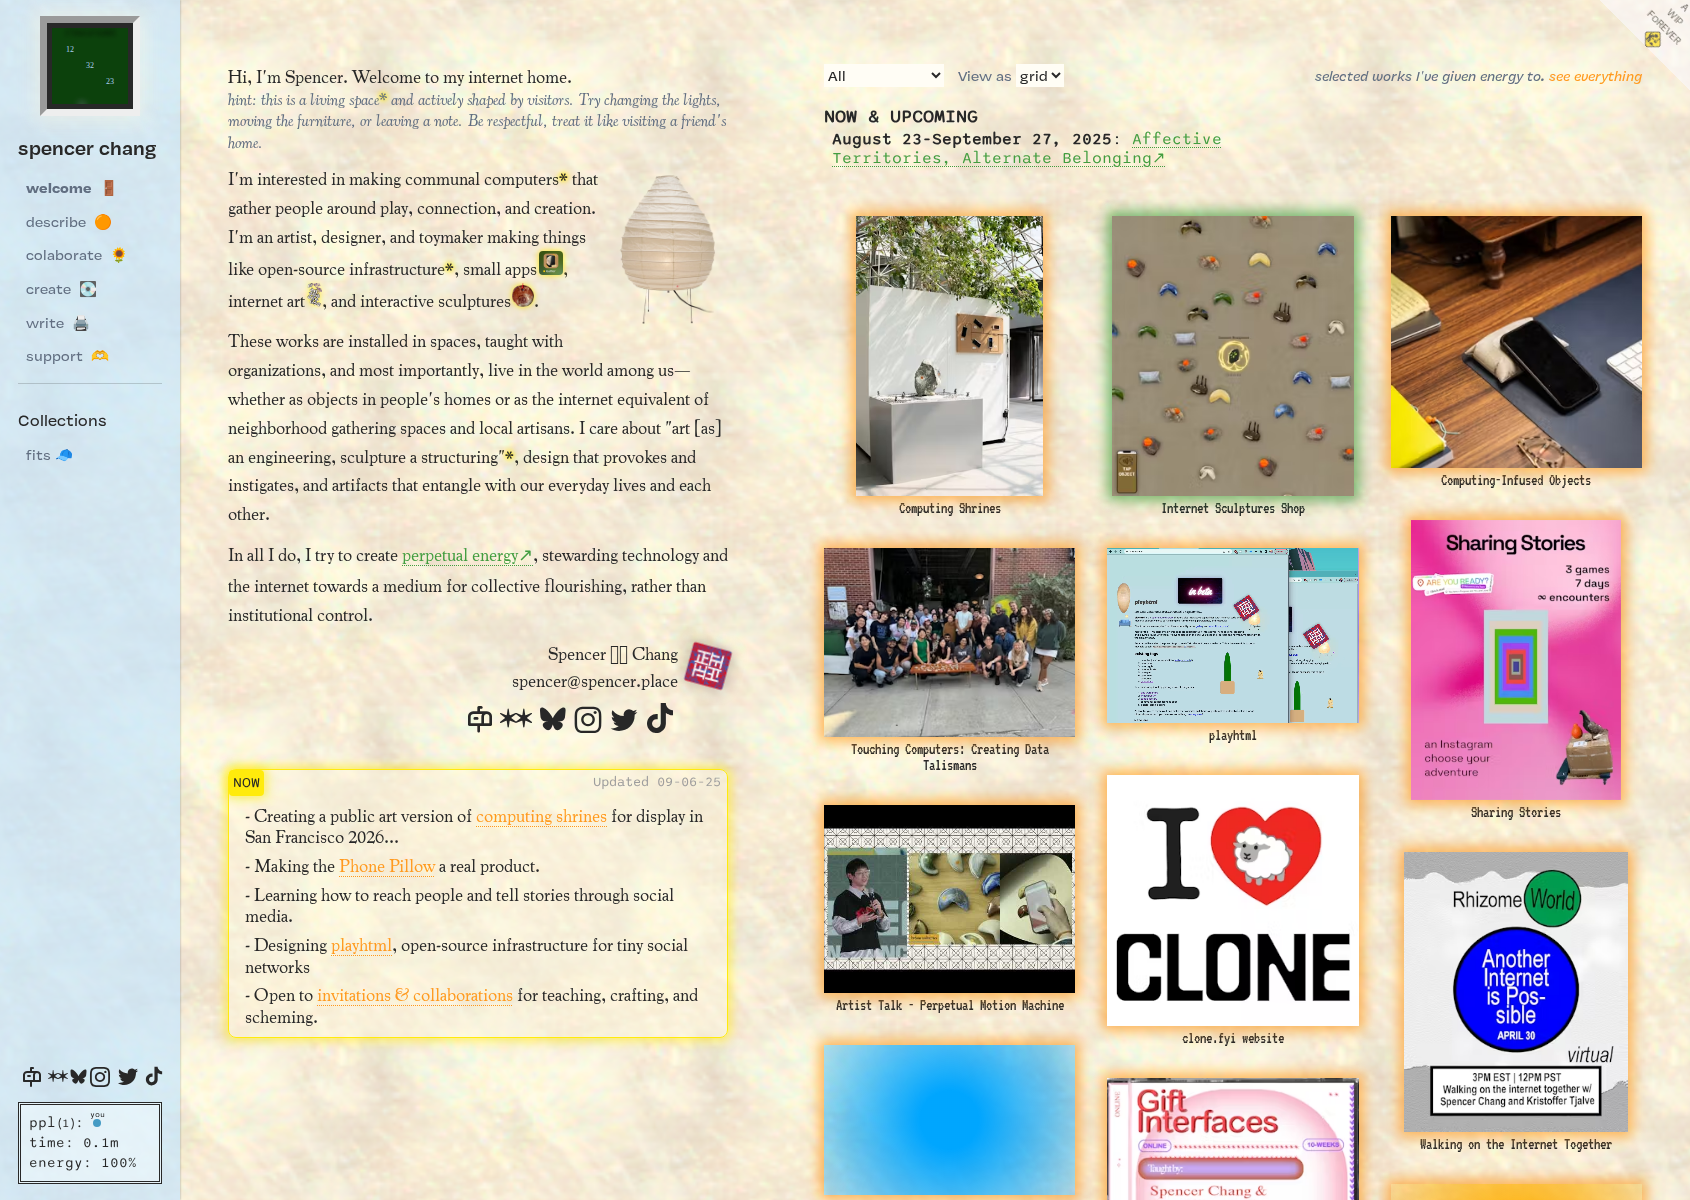 12
32
23
spencer chang
welcome
describe
colaborate
create
write
support
Collections
fits
ppl(1): you
time: 0.1m
energy: 100%
Hi, I'm Spencer. Welcome to my internet home.
hint: this is a living space* and actively shaped by visitors. Try changing the lights,
moving the furniture, or leaving a note. Be respectful, treat it like visiting a friend's
home.
I'm interested in making communal computers* that
gather people around play, connection, and creation.
I'm an artist, designer, and toymaker making things
like open-source infrastructure*, small apps,
internet art, and interactive sculptures.
These works are installed in spaces, taught with
organizations, and most importantly, live in the world among us—
whether as objects in people's homes or as the internet equivalent of
neighborhood gathering spaces and local artisans. I care about "art [as]
an engineering, sculpture a structuring"*, design that provokes and
instigates, and artifacts that entangle with our everyday lives and each
other.
In all I do, I try to create perpetual energy↗, stewarding technology and
the internet towards a medium for collective flourishing, rather than
institutional control.
Spencer Chang
spencer@spencer.place
NOW
Updated 09-06-25
- Creating a public art version of computing shrines for display in
San Francisco 2026...
- Making the Phone Pillow a real product.
- Learning how to reach people and tell stories through social
media.
- Designing playhtml, open-source infrastructure for tiny social
networks
- Open to invitations & collaborations for teaching, crafting, and
scheming.
All
View as grid
selected works I've given energy to. see everything
A
WIP
FOREVER
NOW & UPCOMING
August 23-September 27, 2025: Affective
Territories, Alternate Belonging↗
Computing Shrines
TAP
OBJECT
Internet Sculptures Shop
Computing-Infused Objects
Touching Computers: Creating Data
Talismans
in beta
playhtml
playhtml
Sharing Stories
3 games
7 days
∞ encounters
ARE YOU READY?
an Instagram
choose your
adventure
Sharing Stories
Artist Talk - Perpetual Motion Machine
I
CLONE
clone.fyi website
Rhizome World
Another
Internet
is Pos-
sible
APRIL 30
virtual
3PM EST | 12PM PST
Walking on the internet together w/
Spencer Chang and Kristoffer Tjalve
Walking on the Internet Together
ONLINE
Gift
Interfaces
ONLINE
10-WEEKS
Taught by:
Spencer Chang &